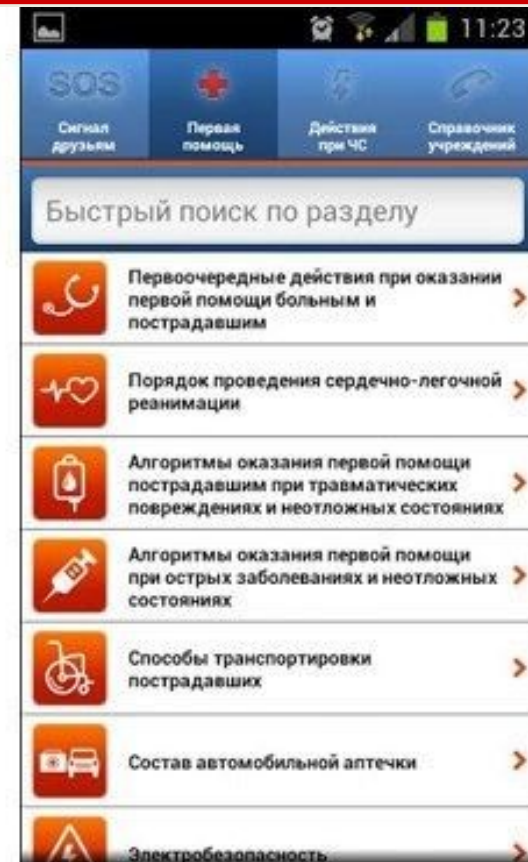 11:23
SOS
Сигнал
друзьям
Первая
помощь
Действия
при ЧС
Справочник
учреждений
Быстрый поиск по разделу
Первоочередные действия при оказании
первой помощи больным и
пострадавшим
Порядок проведения сердечно-легочной
реанимации
Алгоритмы оказания первой помощи
пострадавшим при травматических
повреждениях и неотложных состояниях
Алгоритмы оказания первой помощи
при острых заболеваниях и неотложных
состояниях
Способы транспортировки
пострадавших
Состав автомобильной аптечки
Электробезопасность